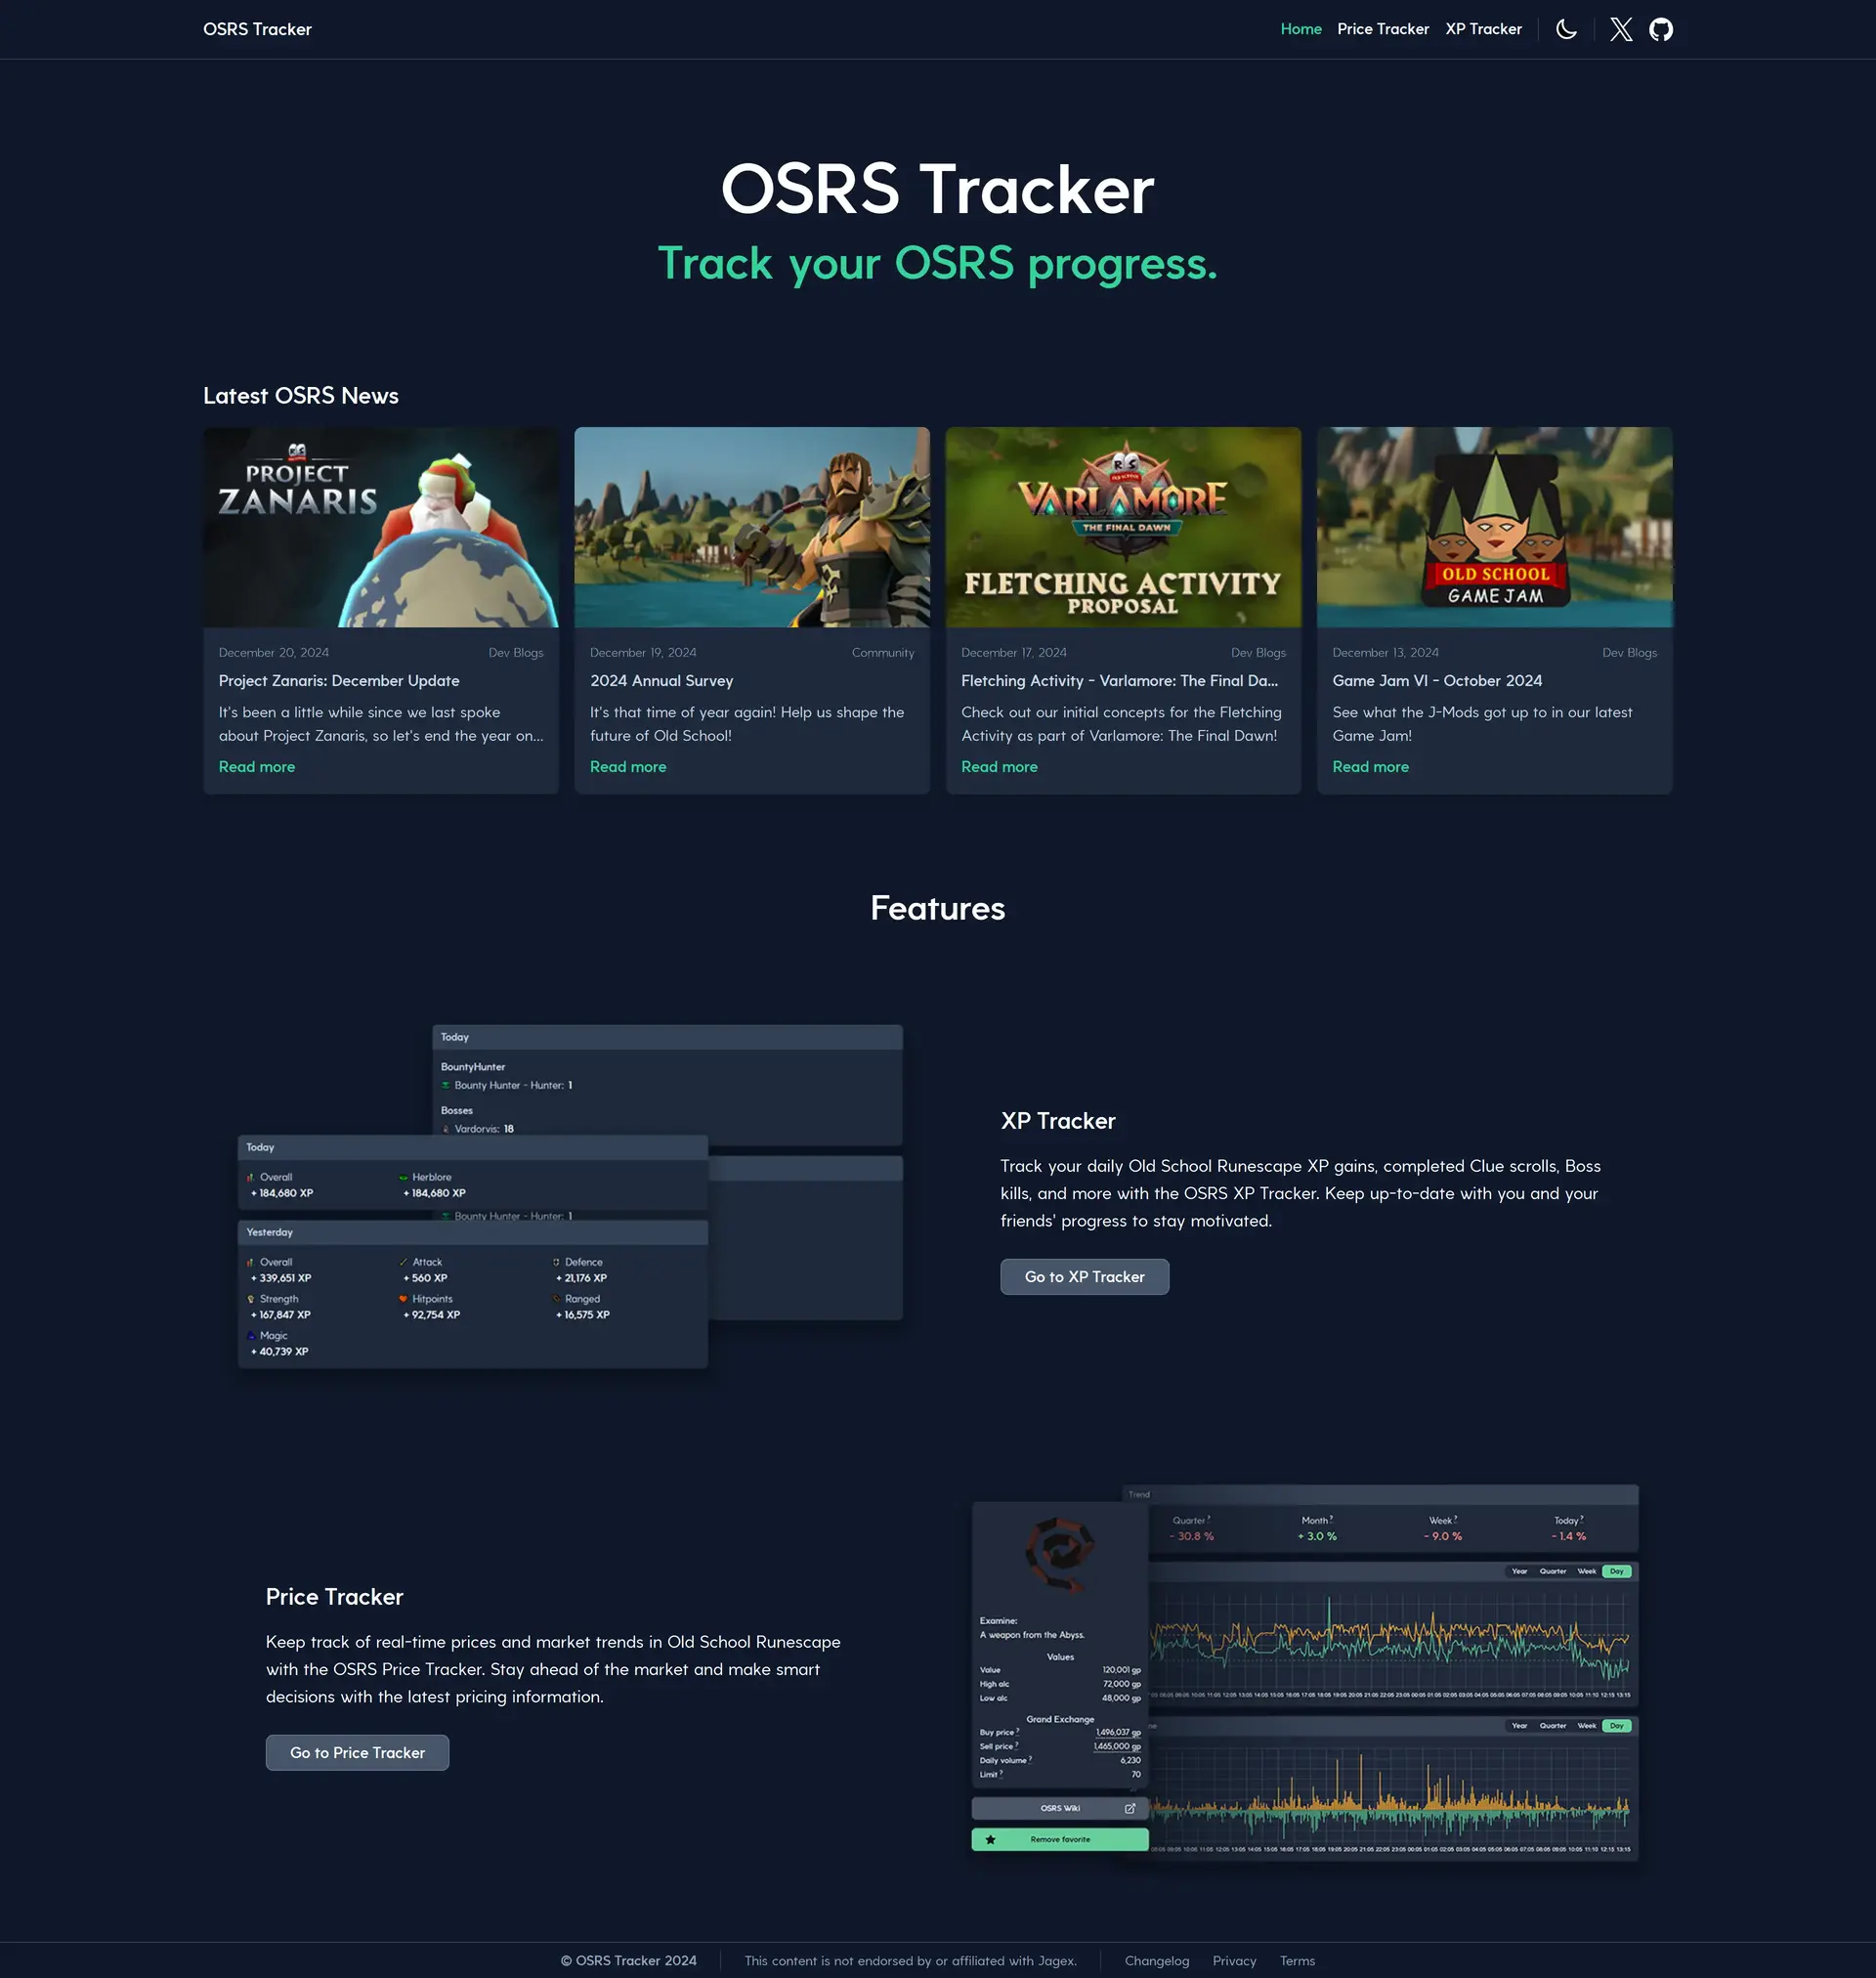 OSRS Tracker
Home
Price Tracker
XP Tracker
OSRS Tracker
Track your OSRS progress.
Latest OSRS News
PROJECT
ZANARIS
December 20, 2024
Dev Blogs
Project Zanaris: December Update
It's been a little while since we last spoke
about Project Zanaris, so let's end the year on...
Read more
December 19, 2024
Community
2024 Annual Survey
It's that time of year again! Help us shape the
future of Old School!
Read more
RS
OLD SCHOOL
VARLAMORE
THE FINAL DAWN
FLETCHING ACTIVITY
PROPOSAL
December 17, 2024
Dev Blogs
Fletching Activity - Varlamore: The Final Da...
Check out our initial concepts for the Fletching
Activity as part of Varlamore: The Final Dawn!
Read more
OLD SCHOOL
GAME JAM
December 13, 2024
Dev Blogs
Game Jam VI - October 2024
See what the J-Mods got up to in our latest
Game Jam!
Read more
Features
Today
BountyHunter
Bounty Hunter - Hunter: 1
Bosses
Vardorvis: 18
Today
Overall
+ 184,680 XP
Herblore
+ 184,680 XP
Bounty Hunter - Hunter: 1
Yesterday
Overall
+ 339,651 XP
Attack
+ 560 XP
Defence
+ 21,176 XP
Strength
+ 167,847 XP
Hitpoints
+ 92,754 XP
Ranged
+ 16,575 XP
Magic
+ 40,739 XP
XP Tracker
Track your daily Old School Runescape XP gains, completed Clue scrolls, Boss
kills, and more with the OSRS XP Tracker. Keep up-to-date with you and your
friends' progress to stay motivated.
Go to XP Tracker
Price Tracker
Keep track of real-time prices and market trends in Old School Runescape
with the OSRS Price Tracker. Stay ahead of the market and make smart
decisions with the latest pricing information.
Go to Price Tracker
Trend
Quarter ?
- 30.8 %
Month ?
+ 3.0 %
Week ?
- 9.0 %
Today ?
- 1.4 %
Year Quarter Week Day
Examine:
A weapon from the Abyss.
Values
Value 120,001 gp
High alc 72,000 gp
Low alc 48,000 gp
Grand Exchange
Buy price ? 1,496,037 gp
Sell price ? 1,465,000 gp
Daily volume ? 6,230
Limit ? 70
OSRS Wiki
Remove favorite
Year Quarter Week Day
© OSRS Tracker 2024
This content is not endorsed by or affiliated with Jagex.
Changelog
Privacy
Terms